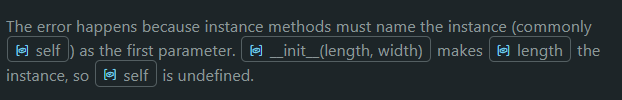 The error happens because instance methods must name the instance (commonly
self) as the first parameter. __init__(length, width) makes length the
instance, so self is undefined.